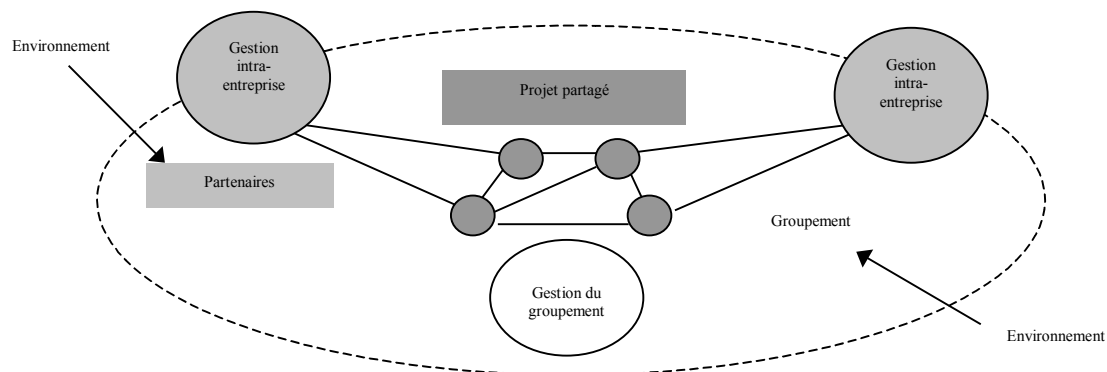 Environnement
Gestion
intra-
entreprise
Gestion
intra-
entreprise
Projet partagé
Partenaires
Groupement
Gestion du
groupement
Environnement